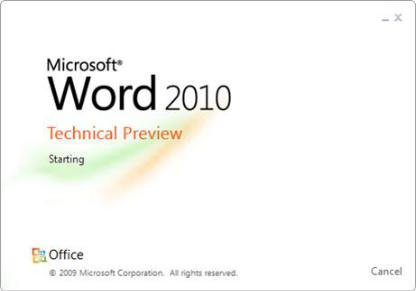 Microsoft®
Word 2010
Technical Preview
Starting
Office
© 2009 Microsoft Corporation. All rights reserved.
Cancel